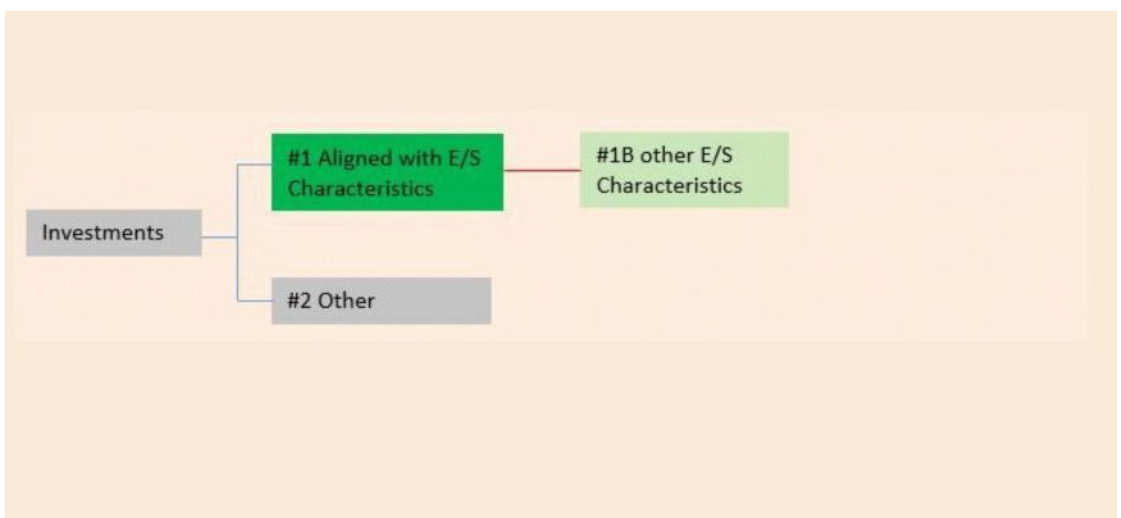 #1 Aligned with E/S
Characteristics
#1B other E/S
Characteristics
Investments
#2 Other